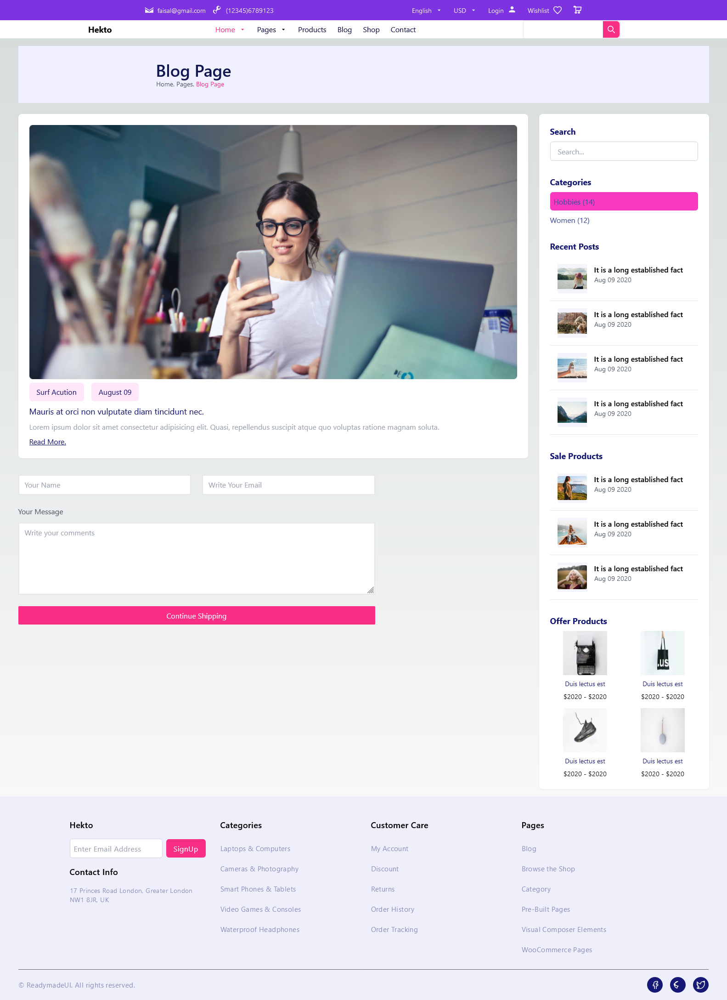 faisal@gmail.com (12345)6789123 English USD Login Wishlist
Hekto Home Pages Products Blog Shop Contact
Blog Page
Home. Pages. Blog Page
Search
Search...
Categories
Hobbies (14)
Women (12)
Recent Posts
It is a long established fact
Aug 09 2020
It is a long established fact
Aug 09 2020
It is a long established fact
Aug 09 2020
It is a long established fact
Aug 09 2020
Sale Products
It is a long established fact
Aug 09 2020
It is a long established fact
Aug 09 2020
It is a long established fact
Aug 09 2020
Offer Products
.us
Duis lectus est
$2020 - $2020
Duis lectus est
$2020 - $2020
Duis lectus est
$2020 - $2020
Duis lectus est
$2020 - $2020
Surf Acution August 09
Mauris at orci non vulputate diam tincidunt nec.
Lorem ipsum dolor sit amet consectetur adipisicing elit. Quasi, repellendus suscipit atque quo voluptas ratione magnam soluta.
Read More.
Your Name
Write Your Email
Your Message
Write your comments
Continue Shipping
Hekto
Enter Email Address SignUp
Contact Info
17 Princes Road London, Greater London
NW1 8JR, UK
Categories
Laptops & Computers
Cameras & Photography
Smart Phones & Tablets
Video Games & Consoles
Waterproof Headphones
Customer Care
My Account
Discount
Returns
Order History
Order Tracking
Pages
Blog
Browse the Shop
Category
Pre-Built Pages
Visual Composer Elements
WooCommerce Pages
© ReadymadeUI. All rights reserved.